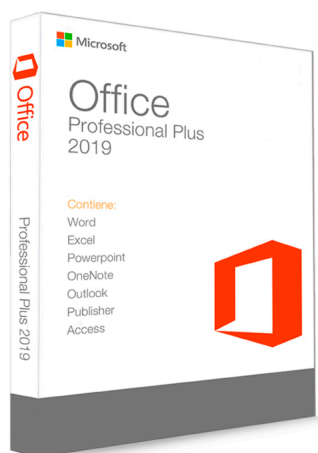 Microsoft
Office
Professional Plus
2019
Contiene:
Word
Excel
Powerpoint
OneNote
Outlook
Publisher
Access
Office
Professional Plus 2019